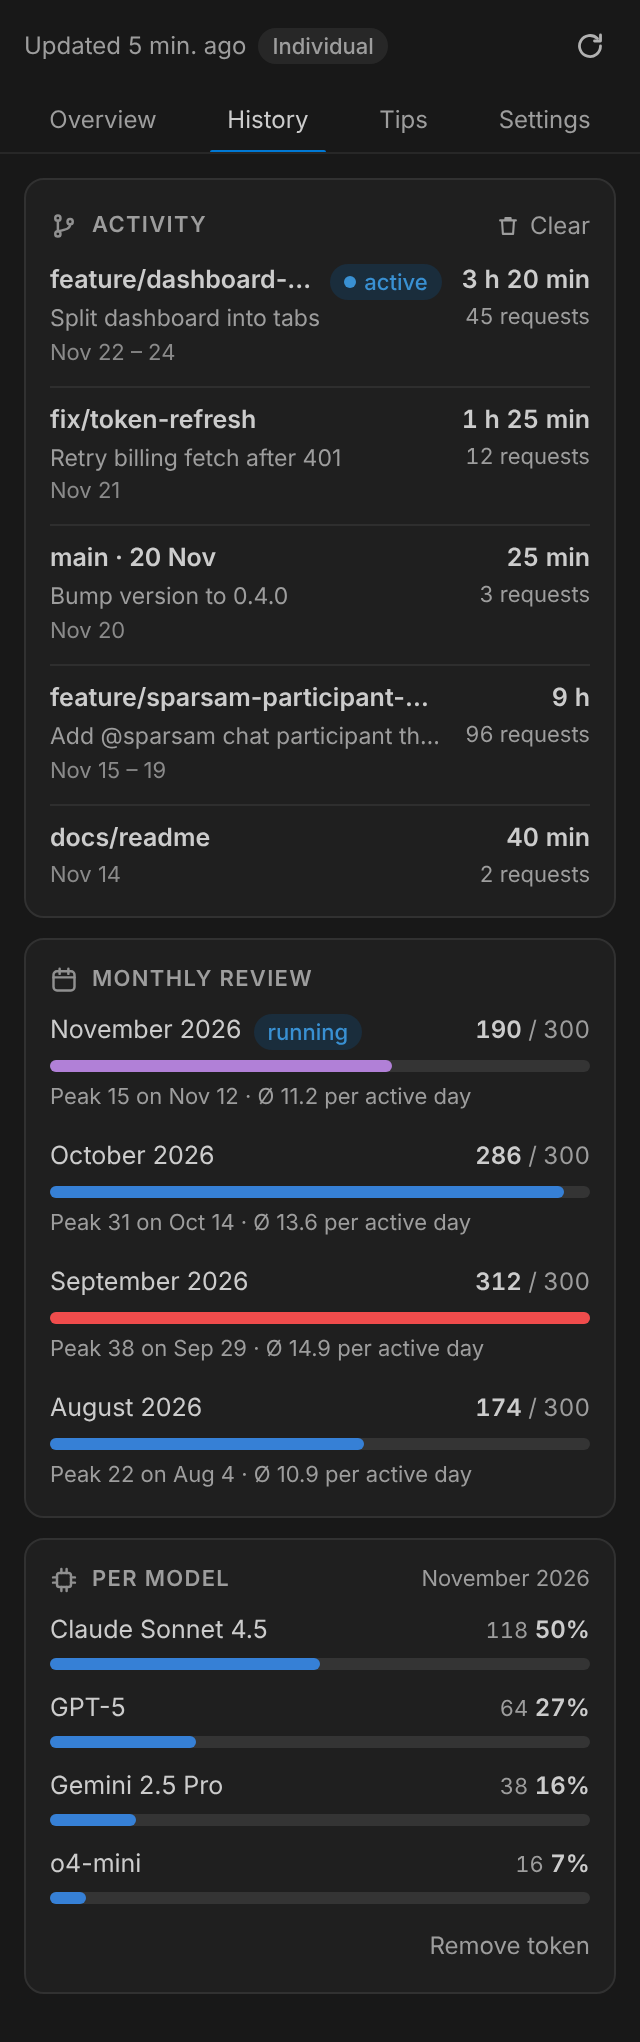 Updated 5 min. ago Individual
Overview History Tips Settings
ACTIVITY Clear
feature/dashboard-... active 3 h 20 min
Split dashboard into tabs 45 requests
Nov 22 – 24
fix/token-refresh 1 h 25 min
Retry billing fetch after 401 12 requests
Nov 21
main · 20 Nov 25 min
Bump version to 0.4.0 3 requests
Nov 20
feature/sparsam-participant-... 9 h
Add @sparsam chat participant th... 96 requests
Nov 15 – 19
docs/readme 40 min
Nov 14 2 requests
MONTHLY REVIEW
November 2026 running 190 / 300
Peak 15 on Nov 12 · Ø 11.2 per active day
October 2026 286 / 300
Peak 31 on Oct 14 · Ø 13.6 per active day
September 2026 312 / 300
Peak 38 on Sep 29 · Ø 14.9 per active day
August 2026 174 / 300
Peak 22 on Aug 4 · Ø 10.9 per active day
PER MODEL November 2026
Claude Sonnet 4.5 118 50%
GPT-5 64 27%
Gemini 2.5 Pro 38 16%
o4-mini 16 7%
Remove token